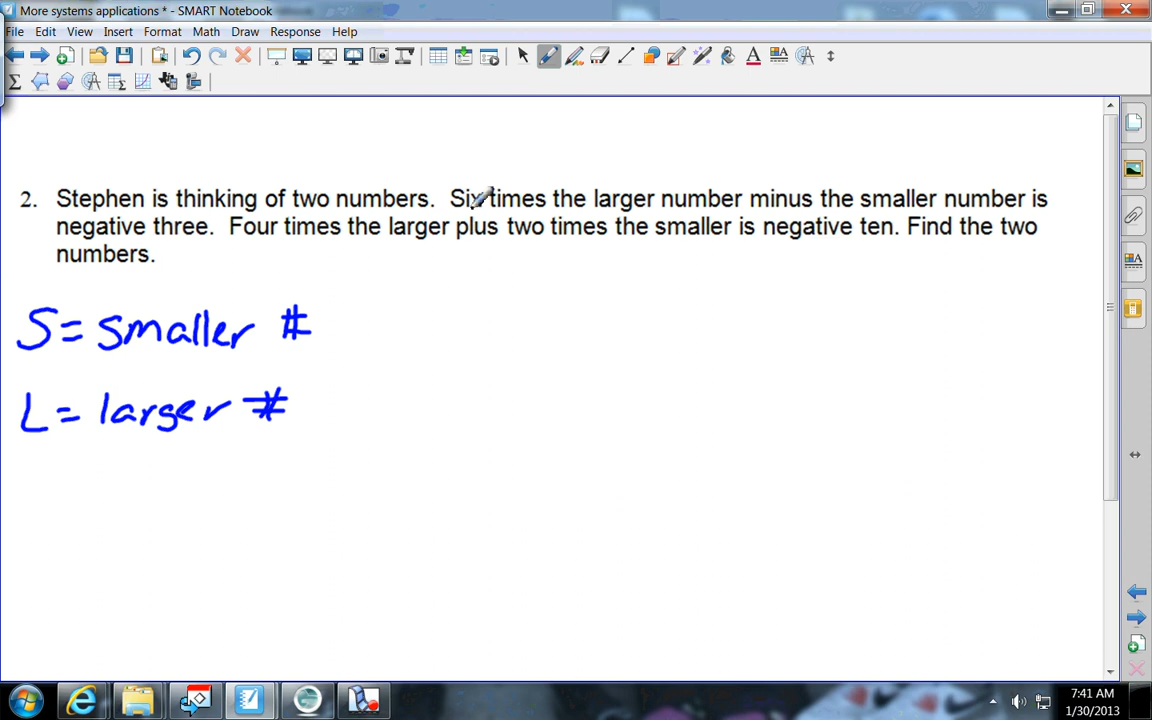 More systems applications * - SMART Notebook
File Edit View Insert Format Math Draw Response Help
2. Stephen is thinking of two numbers. Six times the larger number minus the smaller number is
negative three. Four times the larger plus two times the smaller is negative ten. Find the two
numbers.
S = smaller #
L = larger #
7:41 AM
1/30/2013